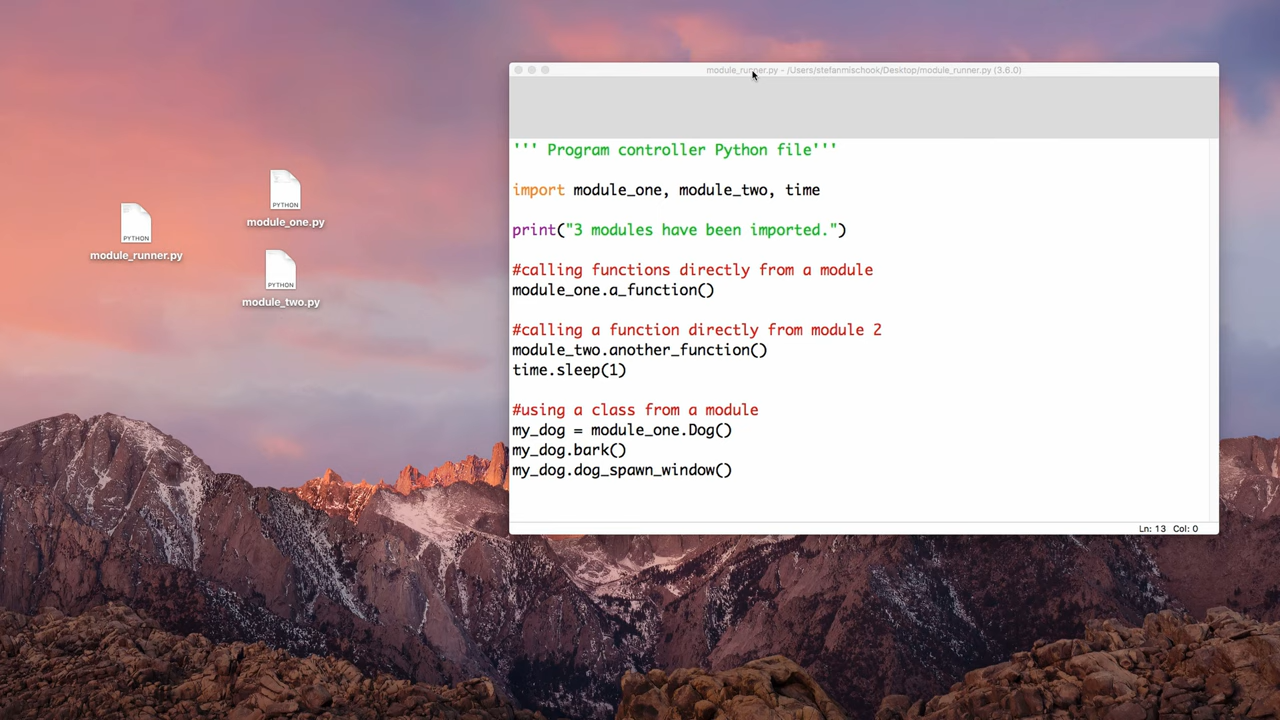 module_runner.py - /Users/stefanmischook/Desktop/module_runner.py (3.6.0)
''' Program controller Python file'''
import module_one, module_two, time
print("3 modules have been imported.")
#calling functions directly from a module
module_one.a_function()
#calling a function directly from module 2
module_two.another_function()
time.sleep(1)
#using a class from a module
my_dog = module_one.Dog()
my_dog.bark()
my_dog.dog_spawn_window()
Ln: 13 Col: 0
PYTHON
module_one.py
PYTHON
module_runner.py
PYTHON
module_two.py